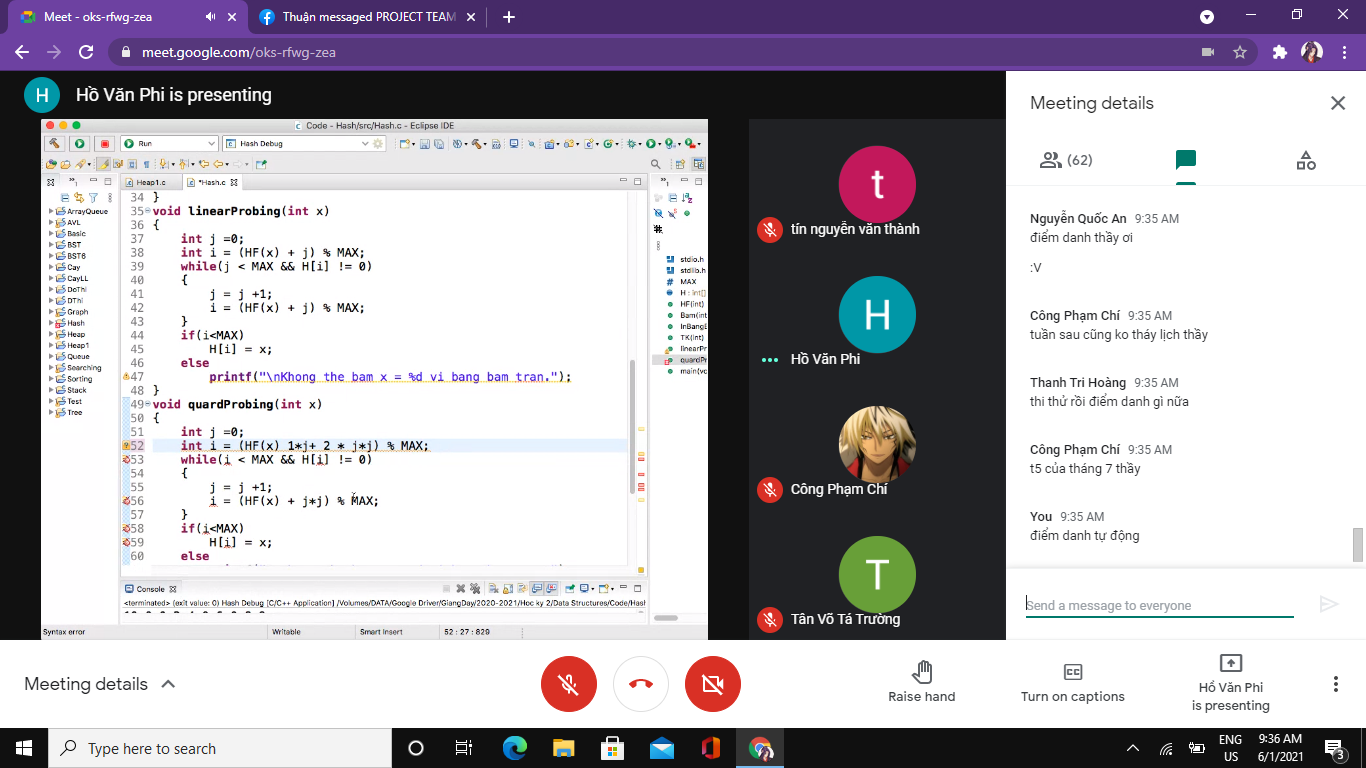 Meet - oks-rfwg-zea
Thuận messaged PROJECT TEAM
meet.google.com/oks-rfwg-zea
H
Hồ Văn Phi is presenting
Code - Hash/src/Hash.c - Eclipse IDE
Run
Hash Debug
Heap1.c
*Hash.c
ArrayQueue
AVL
Basic
BST
BST6
Cay
CayLL
DoThi
DThi
Graph
Hash
Heap
Heap1
Queue
Searching
Sorting
Stack
Test
Tree
34 }
35 void linearProbing(int x)
36 {
37 int j =0;
38 int i = (HF(x) + j) % MAX;
39 while(j < MAX && H[i] != 0)
40 {
41 j = j +1;
42 i = (HF(x) + j) % MAX;
43 }
44 if(i<MAX)
45 H[i] = x;
46 else
47 printf("\nKhong the bam x = %d vi bang bam tran.");
48 }
49 void quardProbing(int x)
50 {
51 int j =0;
52 int i = (HF(x) 1*j+ 2 * j*j) % MAX;
53 while(i < MAX && H[i] != 0)
54 {
55 j = j +1;
56 i = (HF(x) + j*j) % MAX;
57 }
58 if(i<MAX)
59 H[i] = x;
60 else
stdio.h
stdlib.h
MAX
H : int[]
HF(int)
Bam(int
InBangB
TK(int)
linearPr
quardPr
main(vo
Console
<terminated> (exit value: 0) Hash Debug [C/C++ Application] /Volumes/DATA/Google Driver/GiangDay/2020-2021/Hoc ky 2/Data Structures/Code/Hash
Syntax error
Writable
Smart Insert
52 : 27 : 829
t
tín nguyễn văn thành
H
Hồ Văn Phi
Công Phạm Chí
T
Tân Võ Tá Trường
Meeting details
(62)
Nguyễn Quốc An 9:35 AM
điểm danh thầy ơi
:V
Công Phạm Chí 9:35 AM
tuần sau cũng ko tháy lịch thầy
Thanh Tri Hoàng 9:35 AM
thi thử rồi điểm danh gì nữa
Công Phạm Chí 9:35 AM
t5 của tháng 7 thầy
You 9:35 AM
điểm danh tự động
Send a message to everyone
Meeting details
Raise hand
Turn on captions
Hồ Văn Phi
is presenting
Type here to search
ENG
US
9:36 AM
6/1/2021
3